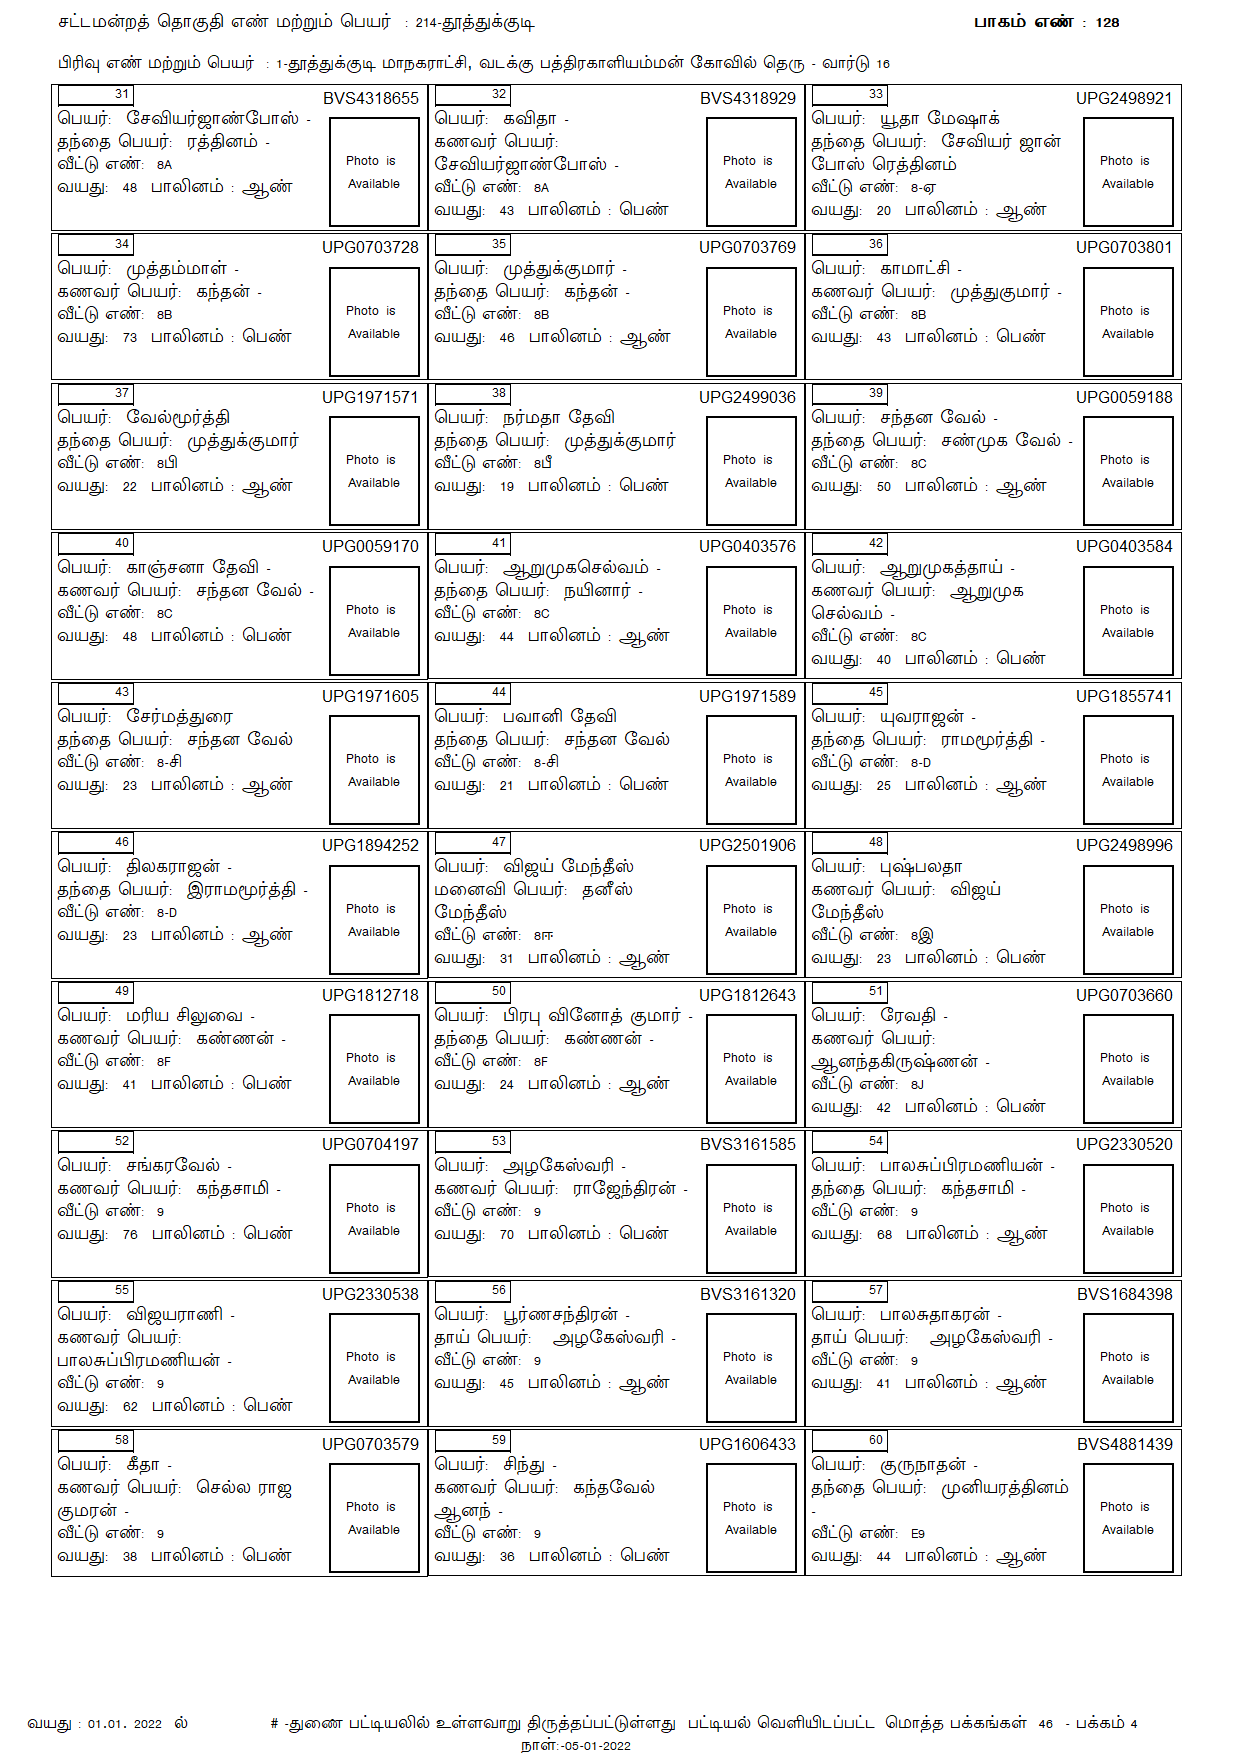 சட்டமன்றத் தொகுதி எண் மற்றும் பெயர் : 214-தூத்துக்குடி
பாகம் எண் : 128
பிரிவு எண் மற்றும் பெயர் : 1-தூத்துக்குடி மாநகராட்சி, வடக்கு பத்திரகாளியம்மன் கோவில் தெரு - வார்டு 16
31 BVS4318655
பெயர்: சேவியர்ஜாண்போஸ் -
தந்தை பெயர்: ரத்தினம் -
வீட்டு எண்: 8A
வயது: 48 பாலினம் : ஆண்
Photo is
Available
32 BVS4318929
பெயர்: கவிதா -
கணவர் பெயர்:
சேவியர்ஜாண்போஸ் -
வீட்டு எண்: 8A
வயது: 43 பாலினம் : பெண்
Photo is
Available
33 UPG2498921
பெயர்: யூதா மேஷாக்
தந்தை பெயர்: சேவியர் ஜான்
போஸ் ரெத்தினம்
வீட்டு எண்: 8-ஏ
வயது: 20 பாலினம் : ஆண்
Photo is
Available
34 UPG0703728
பெயர்: முத்தம்மாள் -
கணவர் பெயர்: கந்தன் -
வீட்டு எண்: 8B
வயது: 73 பாலினம் : பெண்
Photo is
Available
35 UPG0703769
பெயர்: முத்துக்குமார் -
தந்தை பெயர்: கந்தன் -
வீட்டு எண்: 8B
வயது: 46 பாலினம் : ஆண்
Photo is
Available
36 UPG0703801
பெயர்: காமாட்சி -
கணவர் பெயர்: முத்துகுமார் -
வீட்டு எண்: 8B
வயது: 43 பாலினம் : பெண்
Photo is
Available
37 UPG1971571
பெயர்: வேல்மூர்த்தி
தந்தை பெயர்: முத்துக்குமார்
வீட்டு எண்: 8பி
வயது: 22 பாலினம் : ஆண்
Photo is
Available
38 UPG2499036
பெயர்: நர்மதா தேவி
தந்தை பெயர்: முத்துக்குமார்
வீட்டு எண்: 8பீ
வயது: 19 பாலினம் : பெண்
Photo is
Available
39 UPG0059188
பெயர்: சந்தன வேல் -
தந்தை பெயர்: சண்முக வேல் -
வீட்டு எண்: 8C
வயது: 50 பாலினம் : ஆண்
Photo is
Available
40 UPG0059170
பெயர்: காஞ்சனா தேவி -
கணவர் பெயர்: சந்தன வேல் -
வீட்டு எண்: 8C
வயது: 48 பாலினம் : பெண்
Photo is
Available
41 UPG0403576
பெயர்: ஆறுமுகசெல்வம் -
தந்தை பெயர்: நயினார் -
வீட்டு எண்: 8C
வயது: 44 பாலினம் : ஆண்
Photo is
Available
42 UPG0403584
பெயர்: ஆறுமுகத்தாய் -
கணவர் பெயர்: ஆறுமுக
செல்வம் -
வீட்டு எண்: 8C
வயது: 40 பாலினம் : பெண்
Photo is
Available
43 UPG1971605
பெயர்: சேர்மத்துரை
தந்தை பெயர்: சந்தன வேல்
வீட்டு எண்: 8-சி
வயது: 23 பாலினம் : ஆண்
Photo is
Available
44 UPG1971589
பெயர்: பவானி தேவி
தந்தை பெயர்: சந்தன வேல்
வீட்டு எண்: 8-சி
வயது: 21 பாலினம் : பெண்
Photo is
Available
45 UPG1855741
பெயர்: யுவராஜன் -
தந்தை பெயர்: ராமமூர்த்தி -
வீட்டு எண்: 8-D
வயது: 25 பாலினம் : ஆண்
Photo is
Available
46 UPG1894252
பெயர்: திலகராஜன் -
தந்தை பெயர்: இராமமூர்த்தி -
வீட்டு எண்: 8-D
வயது: 23 பாலினம் : ஆண்
Photo is
Available
47 UPG2501906
பெயர்: விஜய் மேந்தீஸ்
மனைவி பெயர்: தனீஸ்
மேந்தீஸ்
வீட்டு எண்: 8ஈ
வயது: 31 பாலினம் : ஆண்
Photo is
Available
48 UPG2498996
பெயர்: புஷ்பலதா
கணவர் பெயர்: விஜய்
மேந்தீஸ்
வீட்டு எண்: 8இ
வயது: 23 பாலினம் : பெண்
Photo is
Available
49 UPG1812718
பெயர்: மரிய சிலுவை -
கணவர் பெயர்: கண்ணன் -
வீட்டு எண்: 8F
வயது: 41 பாலினம் : பெண்
Photo is
Available
50 UPG1812643
பெயர்: பிரபு வினோத் குமார் -
தந்தை பெயர்: கண்ணன் -
வீட்டு எண்: 8F
வயது: 24 பாலினம் : ஆண்
Photo is
Available
51 UPG0703660
பெயர்: ரேவதி -
கணவர் பெயர்:
ஆனந்தகிருஷ்ணன் -
வீட்டு எண்: 8J
வயது: 42 பாலினம் : பெண்
Photo is
Available
52 UPG0704197
பெயர்: சங்கரவேல் -
கணவர் பெயர்: கந்தசாமி -
வீட்டு எண்: 9
வயது: 76 பாலினம் : பெண்
Photo is
Available
53 BVS3161585
பெயர்: அழகேஸ்வரி -
கணவர் பெயர்: ராஜேந்திரன் -
வீட்டு எண்: 9
வயது: 70 பாலினம் : பெண்
Photo is
Available
54 UPG2330520
பெயர்: பாலசுப்பிரமணியன் -
தந்தை பெயர்: கந்தசாமி -
வீட்டு எண்: 9
வயது: 68 பாலினம் : ஆண்
Photo is
Available
55 UPG2330538
பெயர்: விஜயராணி -
கணவர் பெயர்:
பாலசுப்பிரமணியன் -
வீட்டு எண்: 9
வயது: 62 பாலினம் : பெண்
Photo is
Available
56 BVS3161320
பெயர்: பூர்ணசந்திரன் -
தாய் பெயர்: அழகேஸ்வரி -
வீட்டு எண்: 9
வயது: 45 பாலினம் : ஆண்
Photo is
Available
57 BVS1684398
பெயர்: பாலசுதாகரன் -
தாய் பெயர்: அழகேஸ்வரி -
வீட்டு எண்: 9
வயது: 41 பாலினம் : ஆண்
Photo is
Available
58 UPG0703579
பெயர்: கீதா -
கணவர் பெயர்: செல்ல ராஜ
குமரன் -
வீட்டு எண்: 9
வயது: 38 பாலினம் : பெண்
Photo is
Available
59 UPG1606433
பெயர்: சிந்து -
கணவர் பெயர்: கந்தவேல்
ஆனந் -
வீட்டு எண்: 9
வயது: 36 பாலினம் : பெண்
Photo is
Available
60 BVS4881439
பெயர்: குருநாதன் -
தந்தை பெயர்: முனியரத்தினம்
-
வீட்டு எண்: E9
வயது: 44 பாலினம் : ஆண்
Photo is
Available
வயது : 01.01. 2022 ல்
# -துணை பட்டியலில் உள்ளவாறு திருத்தப்பட்டுள்ளது பட்டியல் வெளியிடப்பட்ட மொத்த பக்கங்கள் 46 - பக்கம் 4
நாள்:-05-01-2022